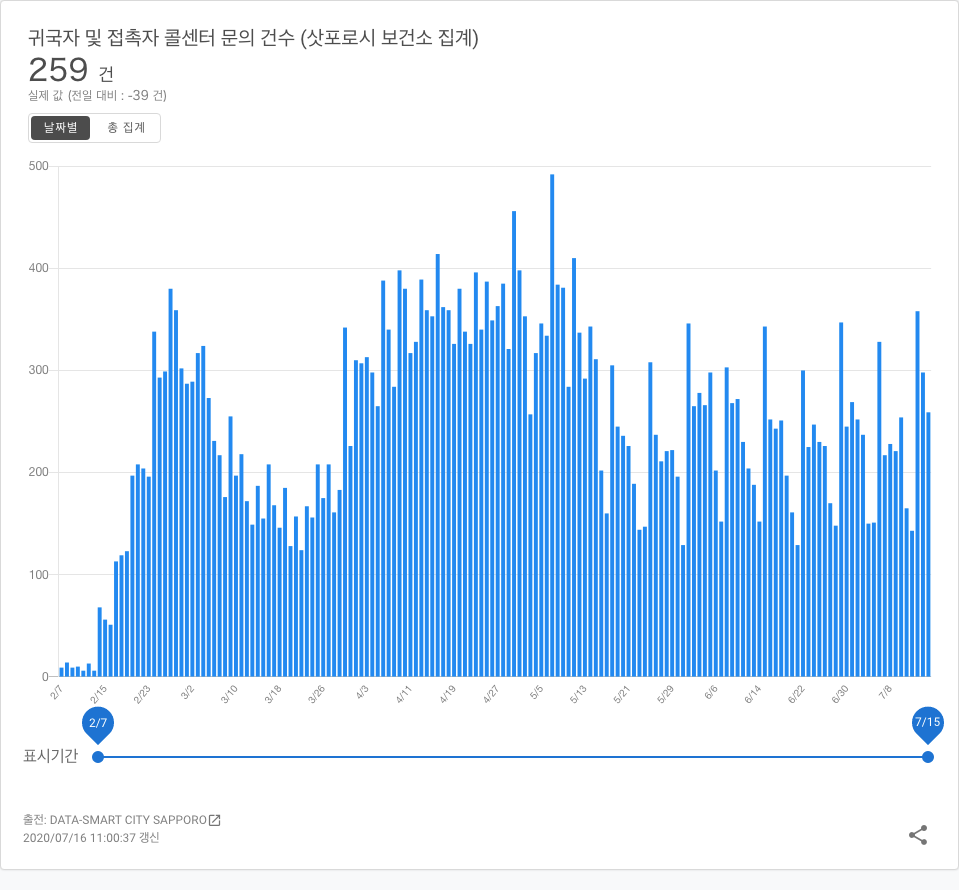 귀국자 및 접촉자 콜센터 문의 건수 (삿포로시 보건소 집계)
259 건
실제 값 (전일 대비 : -39 건)
날짜별 총 집계
500
400
300
200
100
0
2/7 2/15 2/23 3/2 3/10 3/18 3/26 4/3 4/11 4/19 4/27 5/5 5/13 5/21 5/29 6/6 6/14 6/22 6/30 7/8
2/7 7/15
표시기간
출전: DATA-SMART CITY SAPPORO
2020/07/16 11:00:37 갱신